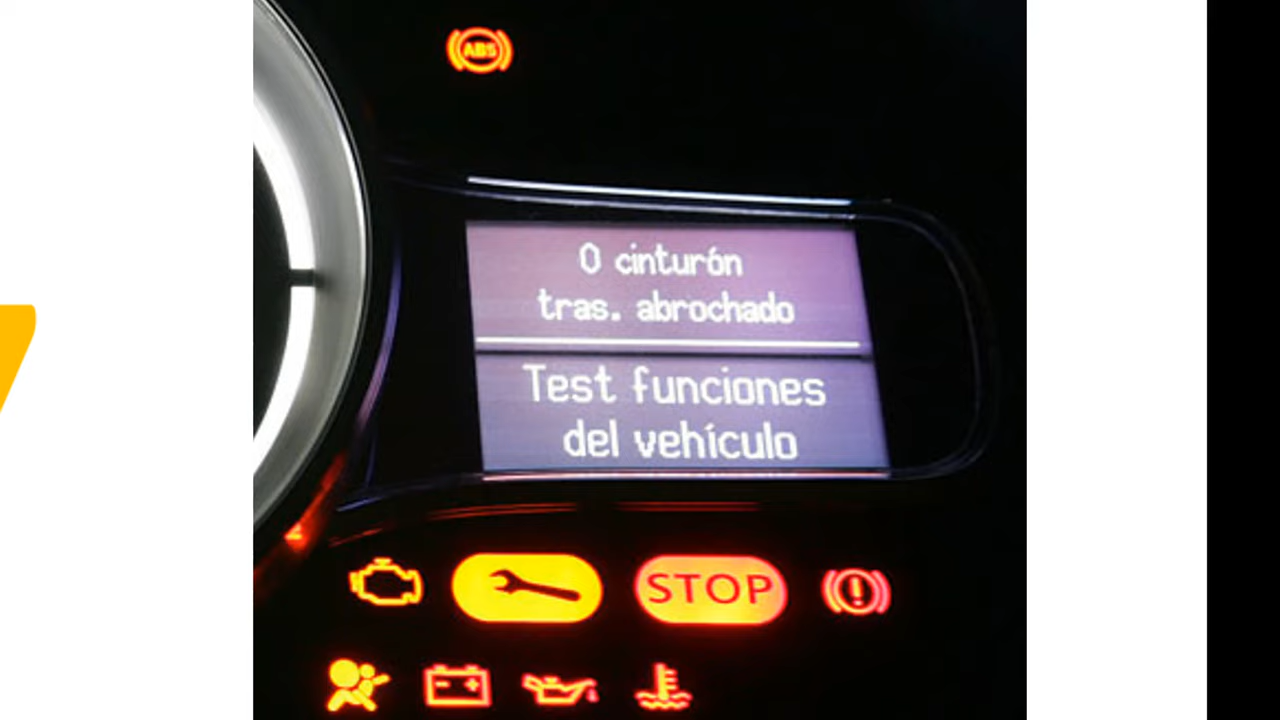 ABS
0 cinturón
tras. abrochado
Test funciones
del vehículo
STOP